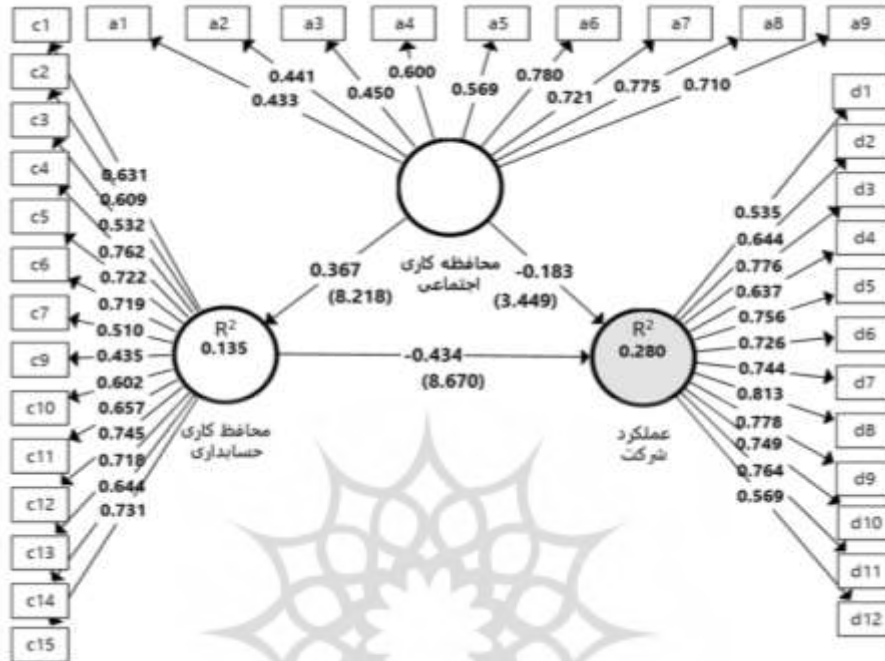 c1
a1
a2
a3
a4
a5
a6
a7
a8
a9
c2
c3
c4
c5
c6
c7
c9
c10
c11
c12
c13
c14
c15
d1
d2
d3
d4
d5
d6
d7
d8
d9
d10
d11
d12
0.433
0.441
0.450
0.600
0.569
0.780
0.721
0.775
0.710
0.631
0.609
0.532
0.762
0.722
0.719
0.510
0.435
0.602
0.657
0.745
0.718
0.644
0.731
0.535
0.644
0.776
0.637
0.756
0.726
0.744
0.813
0.778
0.749
0.764
0.569
محافظه کاری
اجتماعی
0.367
(8.218)
-0.183
(3.449)
R²
0.135
-0.434
(8.670)
R²
0.280
محافظ کاری
حسابداری
عملکرد
شرکت